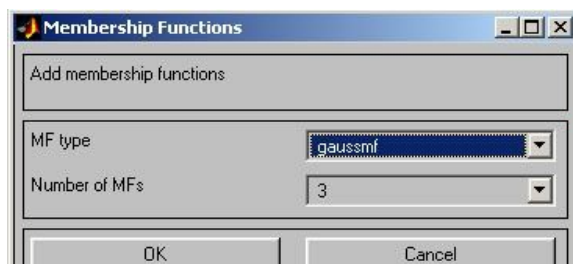 Membership Functions
Add membership functions
MF type
gaussmf
Number of MFs
3
OK
Cancel